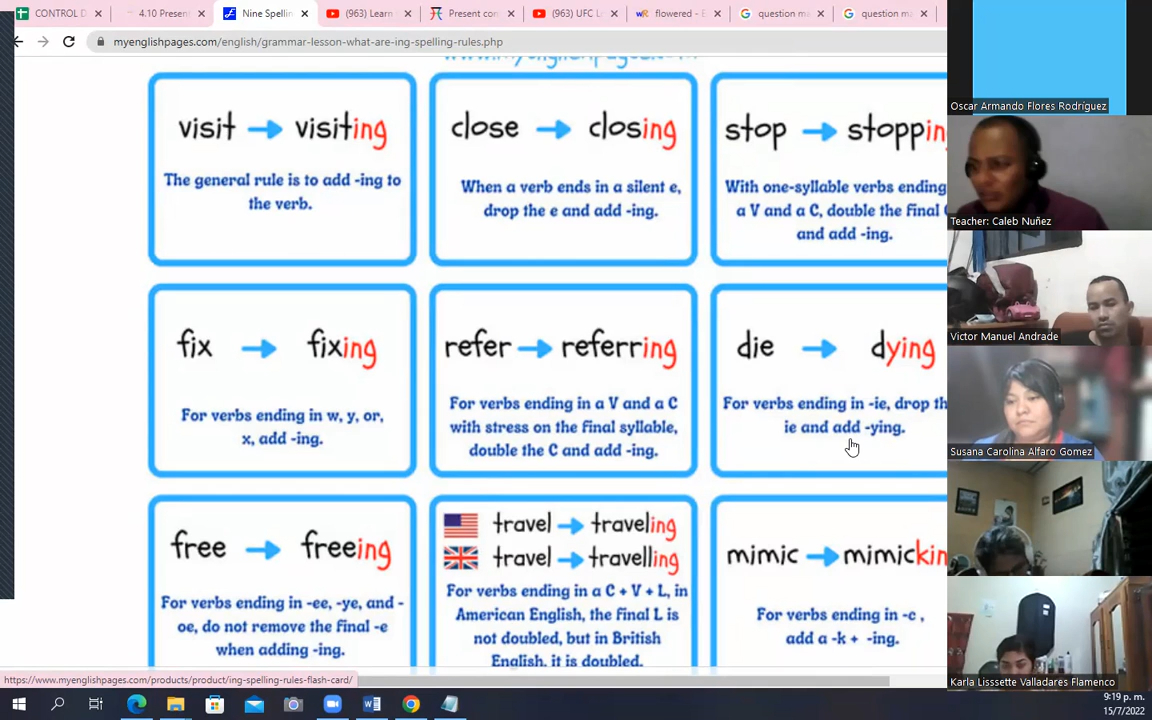 CONTROL D
4.10 Present
Nine Spellin
(963) Learn
Present con
(963) UFC L
flowered - E
question ma
question ma
myenglishpages.com/english/grammar-lesson-what-are-ing-spelling-rules.php
www.myenglishpages.com
visit visiting
The general rule is to add -ing to
the verb.
close closing
When a verb ends in a silent e,
drop the e and add -ing.
stop stoppin
With one-syllable verbs ending
a V and a C, double the final C
and add -ing.
fix fixing
For verbs ending in w, y, or,
x, add -ing.
refer referring
For verbs ending in a V and a C
with stress on the final syllable,
double the C and add -ing.
die dying
For verbs ending in -ie, drop th
ie and add -ying.
free freeing
For verbs ending in -ee, -ye, and -
oe, do not remove the final -e
when adding -ing.
travel traveling
travel travelling
For verbs ending in a C + V + L, in
American English, the final L is
not doubled, but in British
English, it is doubled.
mimic mimickin
For verbs ending in -c ,
add a -k + -ing.
https://www.myenglishpages.com/products/product/ing-spelling-rules-flash-card/
Oscar Armando Flores Rodríguez
Teacher: Caleb Nuñez
Victor Manuel Andrade
Susana Carolina Alfaro Gomez
Karla Lisssette Valladares Flamenco
9:19 p. m.
15/7/2022